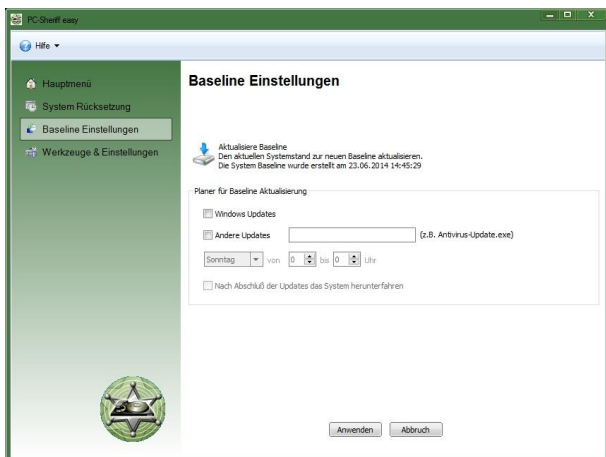 PC-Sheriff easy
Hilfe
Hauptmenü
System Rücksetzung
Baseline Einstellungen
Werkzeuge & Einstellungen
Baseline Einstellungen
Aktualisiere Baseline
Den aktuellen Systemstand zur neuen Baseline aktualisieren.
Die System Baseline wurde erstellt am 23.06.2014 14:45:29
Planer für Baseline Aktualisierung
Windows Updates
Andere Updates (z.B. Antivirus-Update.exe)
Sonntag von 0 bis 0 Uhr
Nach Abschluß der Updates das System herunterfahren
Anwenden Abbruch